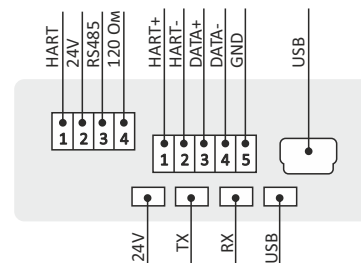 HART
24V
RS485
120 Ом
HART+
HART-
DATA+
DATA-
GND
USB
1 2 3 4
1 2 3 4 5
24V
TX
RX
USB